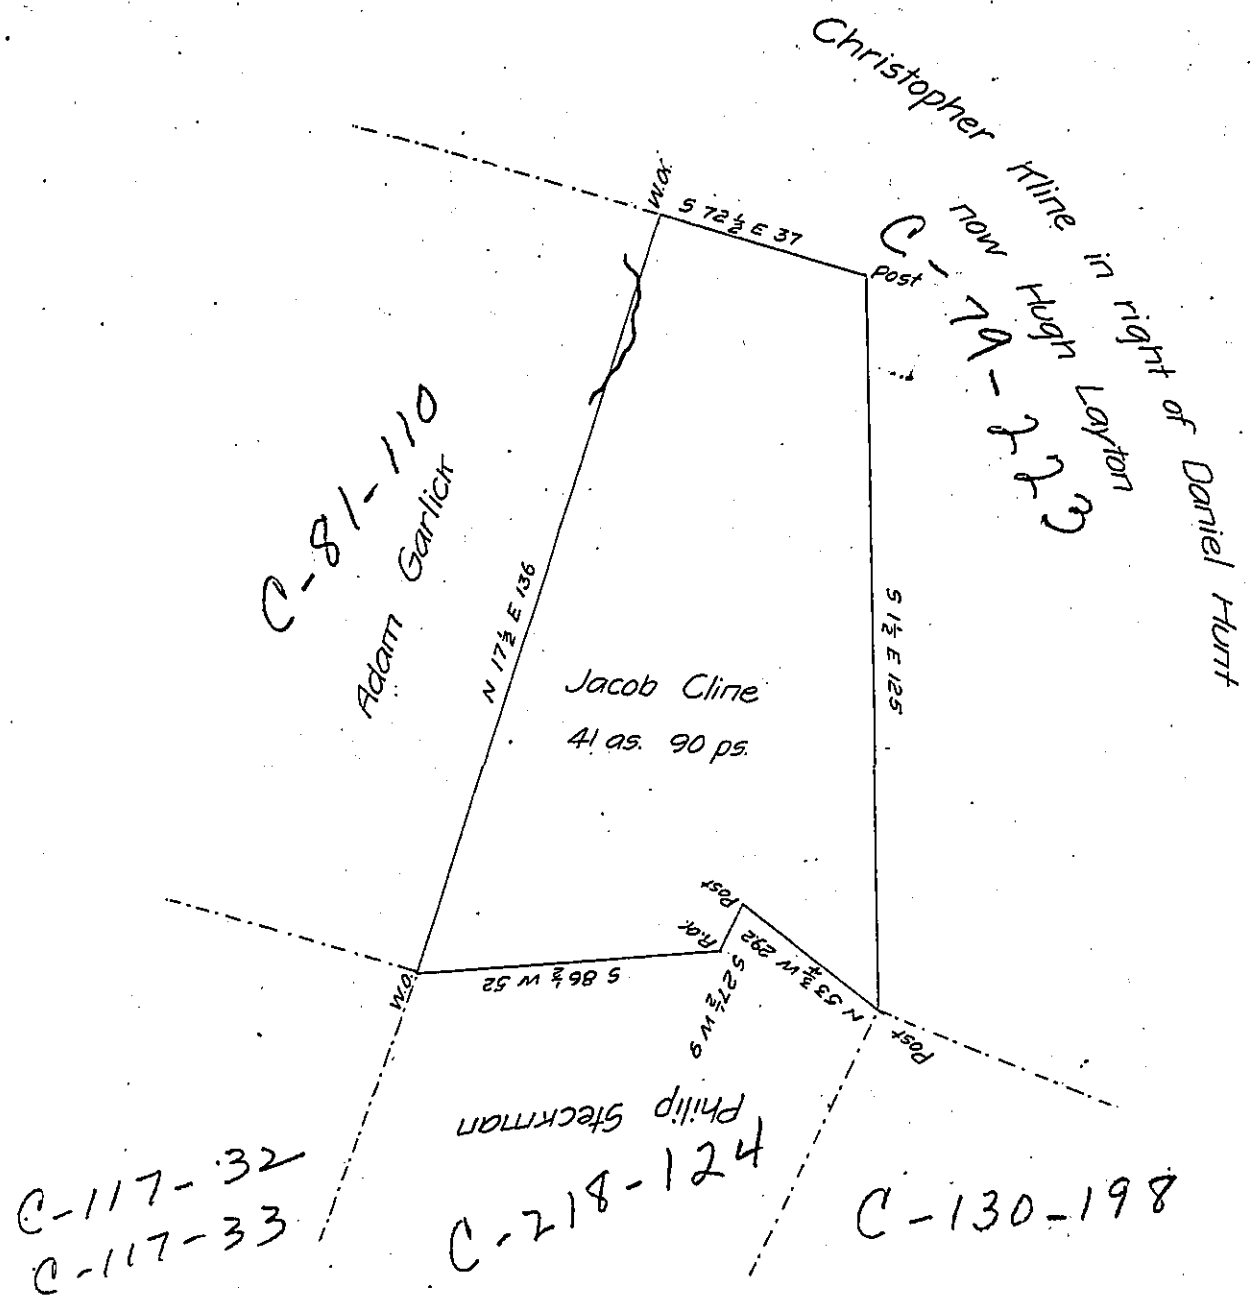 Christopher Kline in right of Daniel Hunt
now Hugh Layton
C-79-223
W.O.
S 72½ E 37
Post
C-81-110
Adam Garlick
N 17½ E 136
S 1½ E 125
Jacob Cline
41 as. 90 ps.
Post
R.O.
N 53¾ W 29.2
W.O.
S 86½ W 52
S 27½ W 9
Post
Philip Steckman
C-117-32
C-117-33
C-218-124
C-130-198